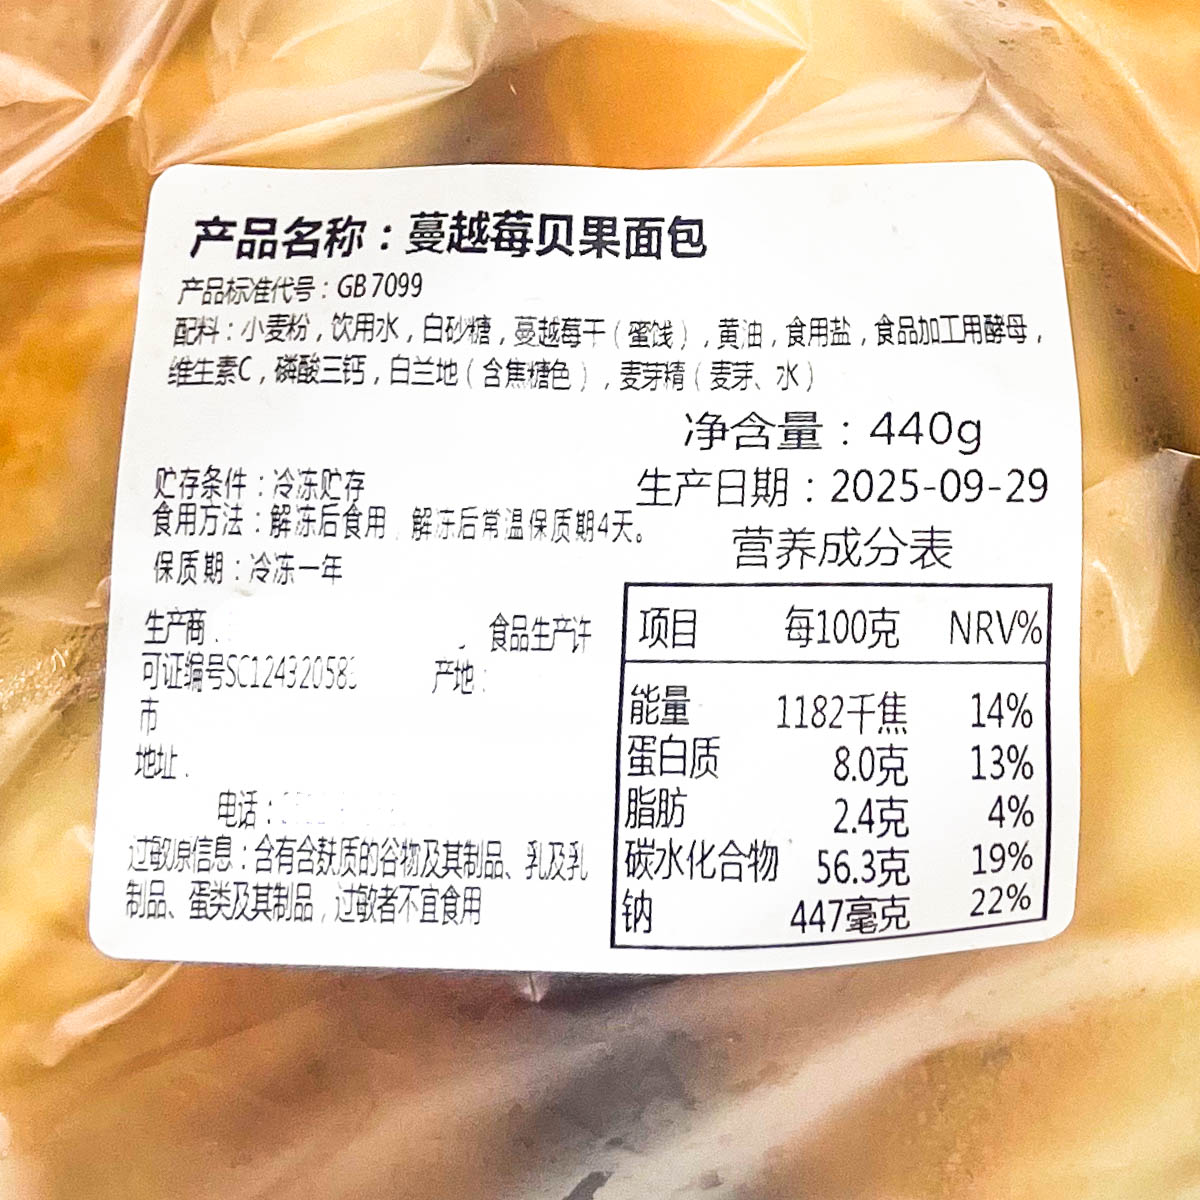 产品名称：蔓越莓贝果面包
产品标准代号：GB7099
配料：小麦粉，饮用水，白砂糖，蔓越莓干（蜜饯），黄油，食用盐，食品加工用酵母，
维生素C，磷酸三钙，白兰地（含焦糖色），麦芽精（麦芽、水）
净含量：440g
生产日期：2025-09-29
贮存条件：冷冻贮存
食用方法：解冻后食用 解冻后常温保质期4天。
保质期：冷冻一年
生产商 食品生产许
可证编号SC12432058 产地：
市
地址
电话：
过敏原信息：含有含麸质的谷物及其制品、乳及乳
制品、蛋类及其制品，过敏者不宜食用
营养成分表
项目 每100克 NRV%
能量 1182千焦 14%
蛋白质 8.0克 13%
脂肪 2.4克 4%
碳水化合物 56.3克 19%
钠 447毫克 22%